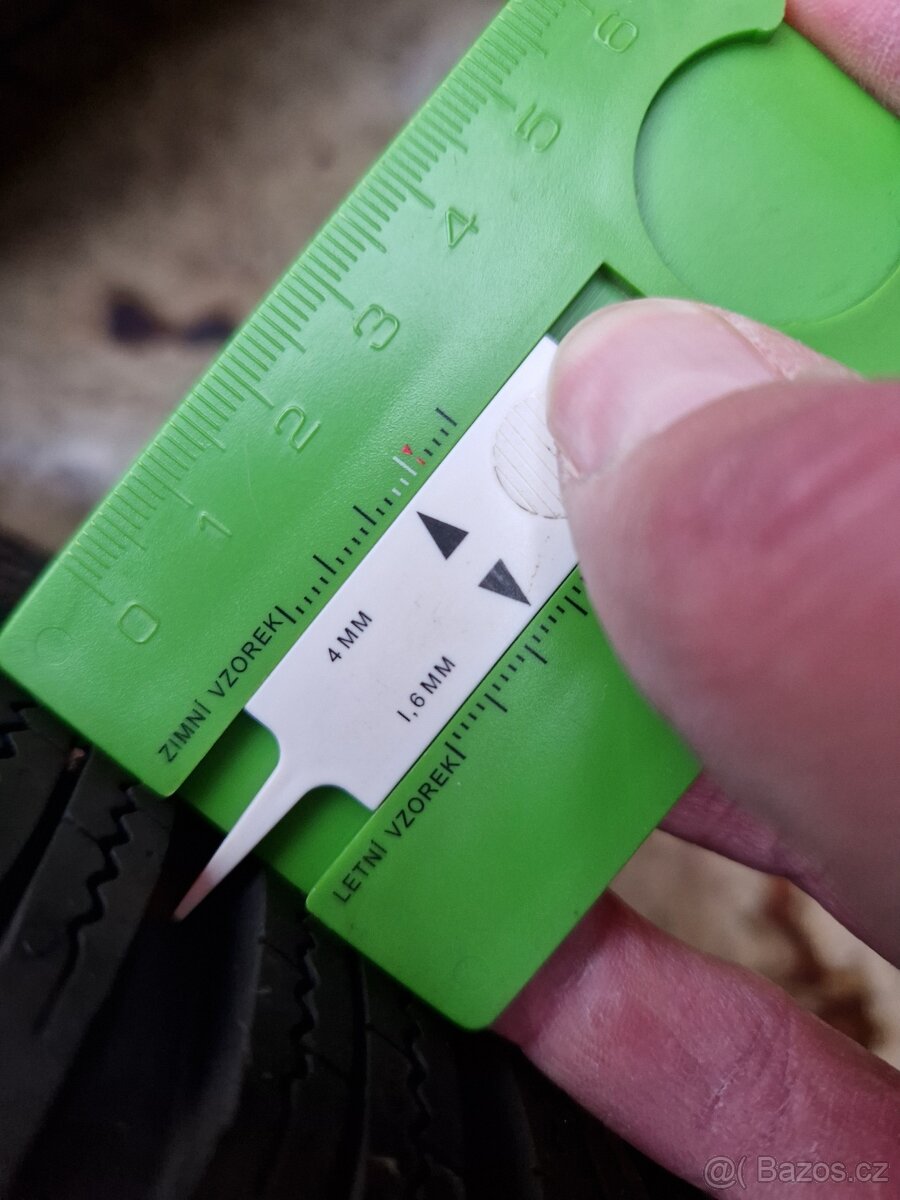 0 1 2 3 4 5 6
ZIMNÍ VZOREK
4 MM
1,6 MM
LETNÍ VZOREK
@( Bazos.cz